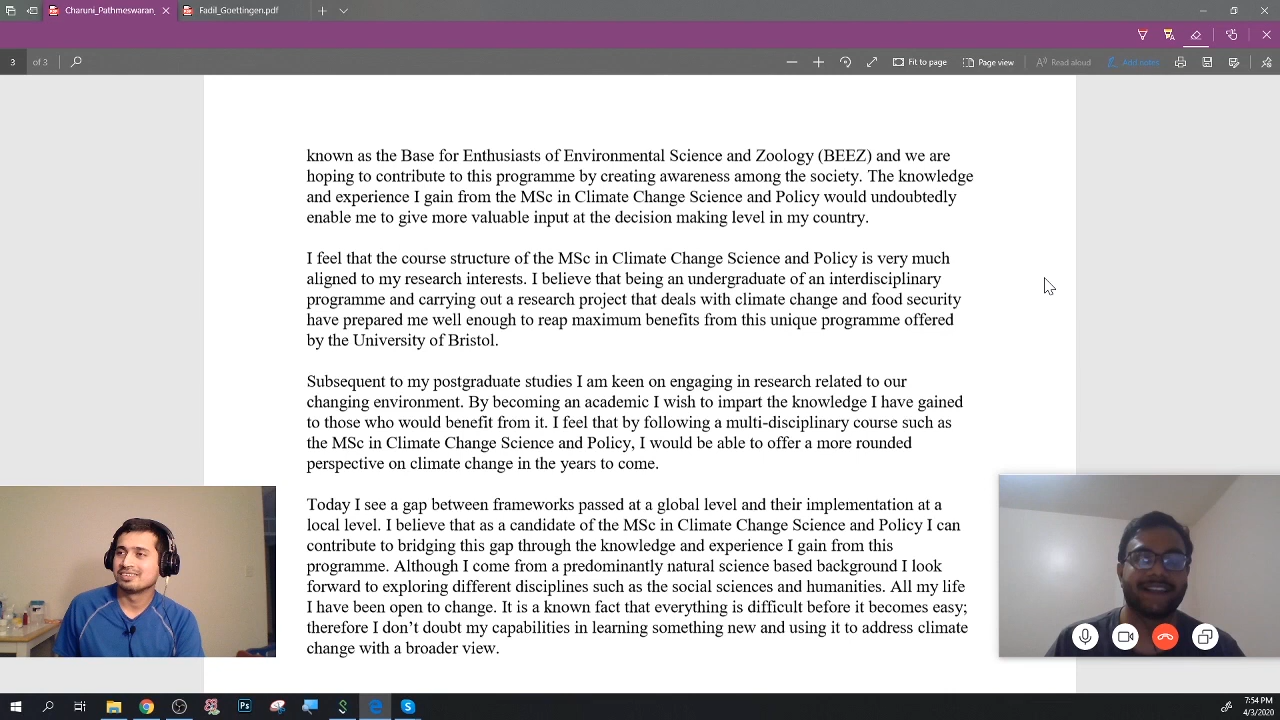 Charuni_Pathmeswaran_
Fadil_Goettingen.pdf
3 of 3
Fit to page
Page view
Read aloud
Add notes
known as the Base for Enthusiasts of Environmental Science and Zoology (BEEZ) and we are
hoping to contribute to this programme by creating awareness among the society. The knowledge
and experience I gain from the MSc in Climate Change Science and Policy would undoubtedly
enable me to give more valuable input at the decision making level in my country.
I feel that the course structure of the MSc in Climate Change Science and Policy is very much
aligned to my research interests. I believe that being an undergraduate of an interdisciplinary
programme and carrying out a research project that deals with climate change and food security
have prepared me well enough to reap maximum benefits from this unique programme offered
by the University of Bristol.
Subsequent to my postgraduate studies I am keen on engaging in research related to our
changing environment. By becoming an academic I wish to impart the knowledge I have gained
to those who would benefit from it. I feel that by following a multi-disciplinary course such as
the MSc in Climate Change Science and Policy, I would be able to offer a more rounded
perspective on climate change in the years to come.
Today I see a gap between frameworks passed at a global level and their implementation at a
local level. I believe that as a candidate of the MSc in Climate Change Science and Policy I can
contribute to bridging this gap through the knowledge and experience I gain from this
programme. Although I come from a predominantly natural science based background I look
forward to exploring different disciplines such as the social sciences and humanities. All my life
I have been open to change. It is a known fact that everything is difficult before it becomes easy;
therefore I don’t doubt my capabilities in learning something new and using it to address climate
change with a broader view.
7:54 PM
4/3/2020